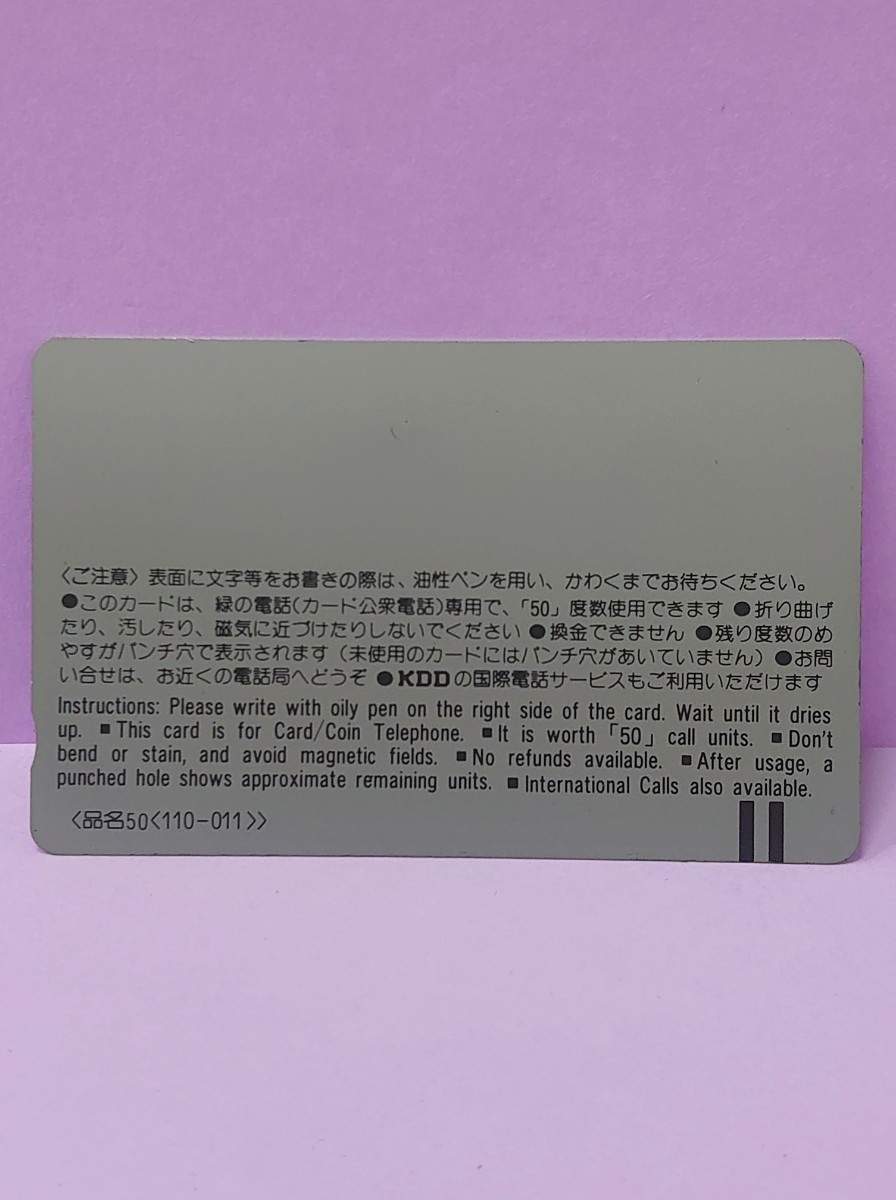 〈ご注意〉表面に文字等をお書きの際は、油性ペンを用い、かわくまでお待ちください。
●このカードは、緑の電話(カード公衆電話)専用で、「50」度数使用できます ●折り曲げ
たり、汚したり、磁気に近づけたりしないでください ●換金できません ●残り度数のめ
やすがパンチ穴で表示されます（未使用のカードにはパンチ穴があいていません）●お問
い合せは、お近くの電話局へどうぞ ●KDDの国際電話サービスもご利用いただけます
Instructions: Please write with oily pen on the right side of the card. Wait until it dries
up. ■This card is for Card/Coin Telephone. ■It is worth「50」call units. ■Don't
bend or stain, and avoid magnetic fields. ■No refunds available. ■After usage, a
punched hole shows approximate remaining units. ■International Calls also available.
〈品名50〈110-011〉〉